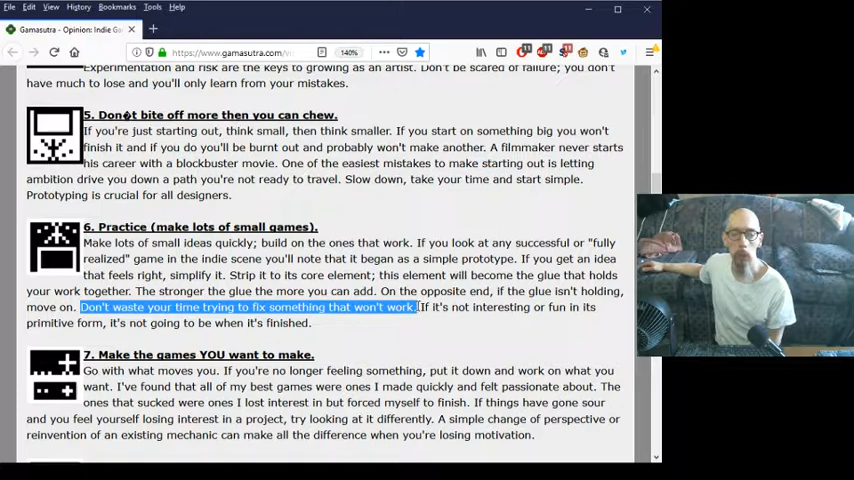 File Edit View History Bookmarks Tools Help
Gamasutra - Opinion: Indie Ga
https://www.gamasutra.com/vi
140%
Experimentation and risk are the keys to growing as an artist. Don't be scared of failure; you don't
have much to lose and you'll only learn from your mistakes.
5. Don�t bite off more then you can chew.
If you're just starting out, think small, then think smaller. If you start on something big you won't
finish it and if you do you'll be burnt out and probably won't make another. A filmmaker never starts
his career with a blockbuster movie. One of the easiest mistakes to make starting out is letting
ambition drive you down a path you're not ready to travel. Slow down, take your time and start simple.
Prototyping is crucial for all designers.
6. Practice (make lots of small games).
Make lots of small ideas quickly; build on the ones that work. If you look at any successful or "fully
realized" game in the indie scene you'll note that it began as a simple prototype. If you get an idea
that feels right, simplify it. Strip it to its core element; this element will become the glue that holds
your work together. The stronger the glue the more you can add. On the opposite end, if the glue isn't holding,
move on. Don't waste your time trying to fix something that won't work. If it's not interesting or fun in its
primitive form, it's not going to be when it's finished.
7. Make the games YOU want to make.
Go with what moves you. If you're no longer feeling something, put it down and work on what you
want. I've found that all of my best games were ones I made quickly and felt passionate about. The
ones that sucked were ones I lost interest in but forced myself to finish. If things have gone sour
and you feel yourself losing interest in a project, try looking at it differently. A simple change of perspective or
reinvention of an existing mechanic can make all the difference when you're losing motivation.